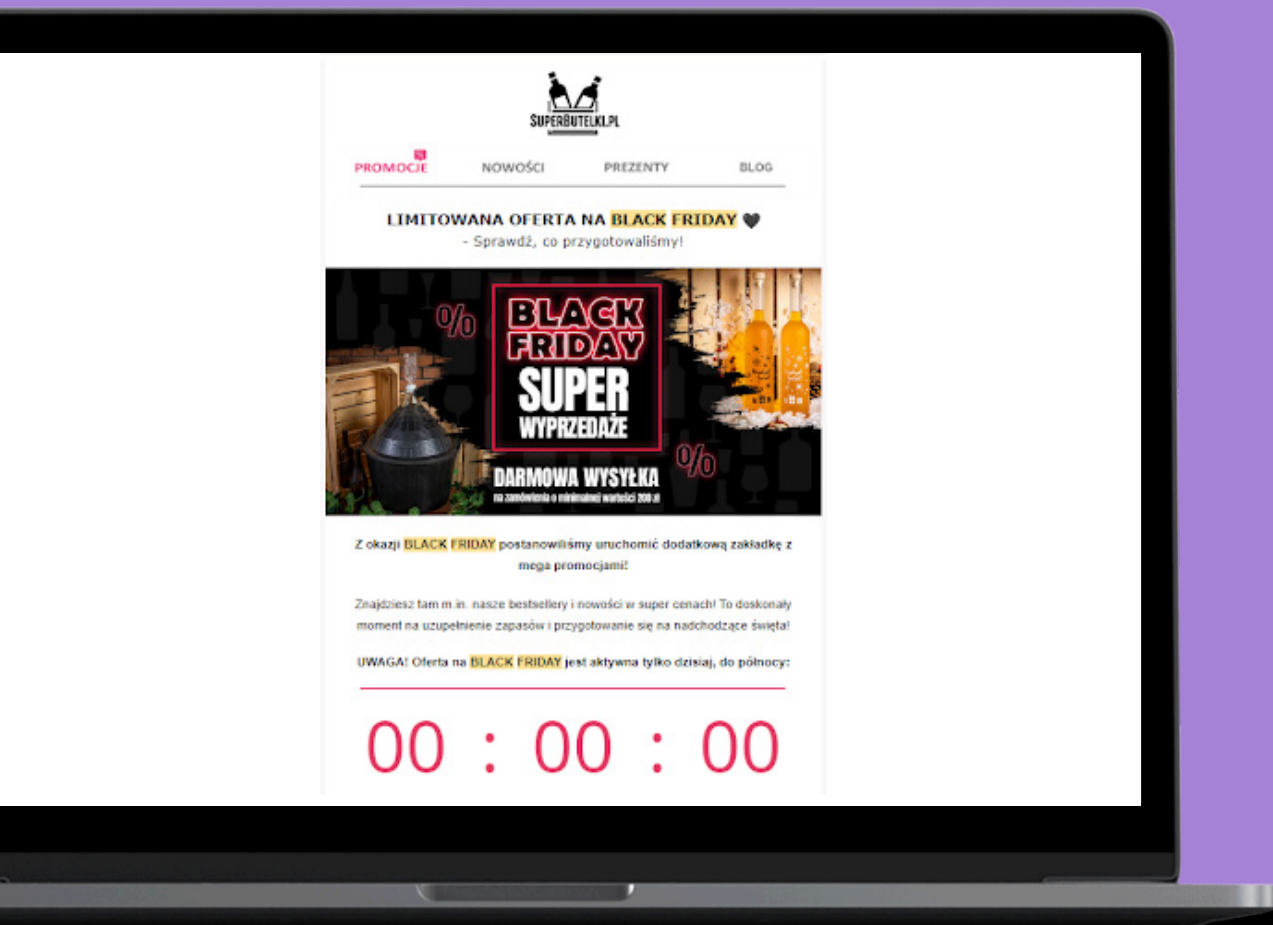 SUPERBUTELKI.PL
PROMOCJE NOWOŚCI PREZENTY BLOG
LIMITOWANA OFERTA NA BLACK FRIDAY 🖤
- Sprawdź, co przygotowaliśmy!
% BLACK
FRIDAY
SUPER
WYPRZEDAŻE
%
DARMOWA WYSYŁKA
na zamówienia o minimalnej wartości 200 zł
Z okazji BLACK FRIDAY postanowiliśmy uruchomić dodatkową zakładkę z
mega promocjami!
Znajdziesz tam m.in. nasze bestsellery i nowości w super cenach! To doskonały
moment na uzupełnienie zapasów i przygotowanie się na nadchodzące święta!
UWAGA! Oferta na BLACK FRIDAY jest aktywna tylko dzisiaj, do północy:
00 : 00 : 00